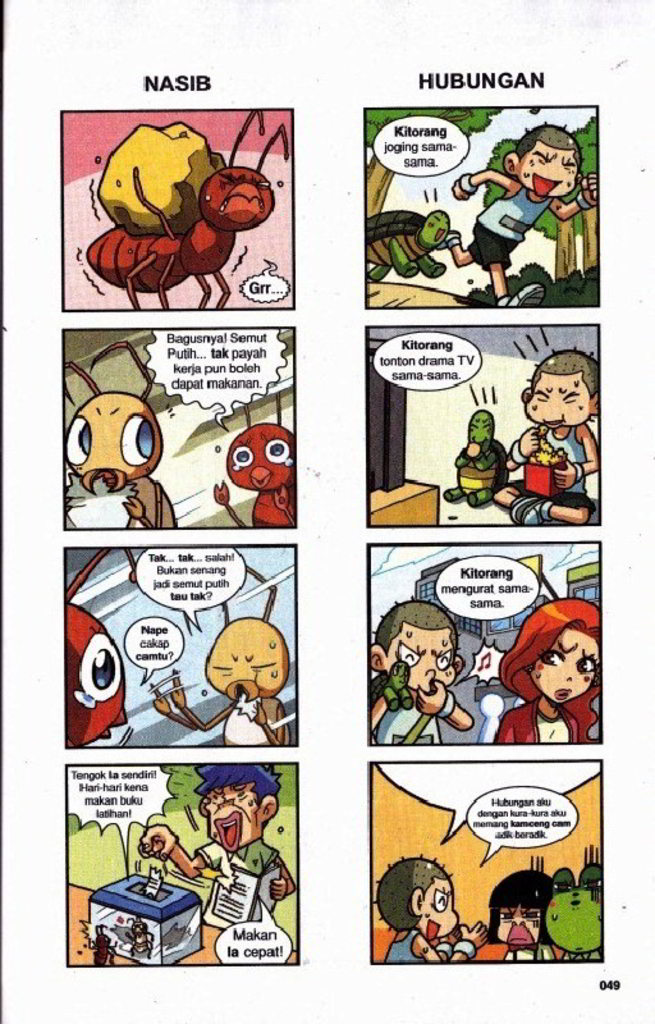 NASIB
Grr...
Bagusnya! Semut
Putih... tak payah
kerja pun boleh
dapat makanan.
Tak... tak... salah!
Bukan senang
jadi semut putih
tau tak?
Nape
cakap
camtu?
Tengok la sendiri!
Hari-hari kena
makan buku
latihan!
Makan
la cepat!
HUBUNGAN
Kitorang
joging sama-
sama.
Kitorang
tonton drama TV
sama-sama.
Kitorang
mengurat sama-
sama.
Hubungan aku
dengan kura-kura aku
memang kamceng cam
adik-beradik.
049